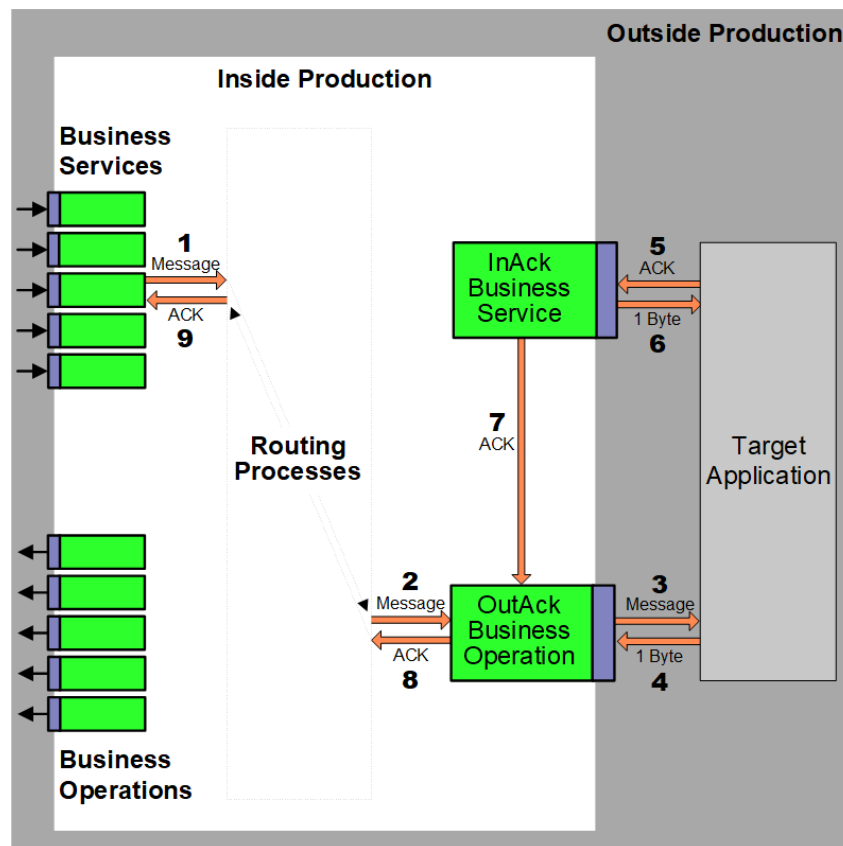 Outside Production
Inside Production
Business
Services
1
Message
ACK
9
InAck
Business
Service
5
ACK
1 Byte
6
7
ACK
Routing
Processes
Target
Application
2
Message
ACK
8
OutAck
Business
Operation
3
Message
1 Byte
4
Business
Operations